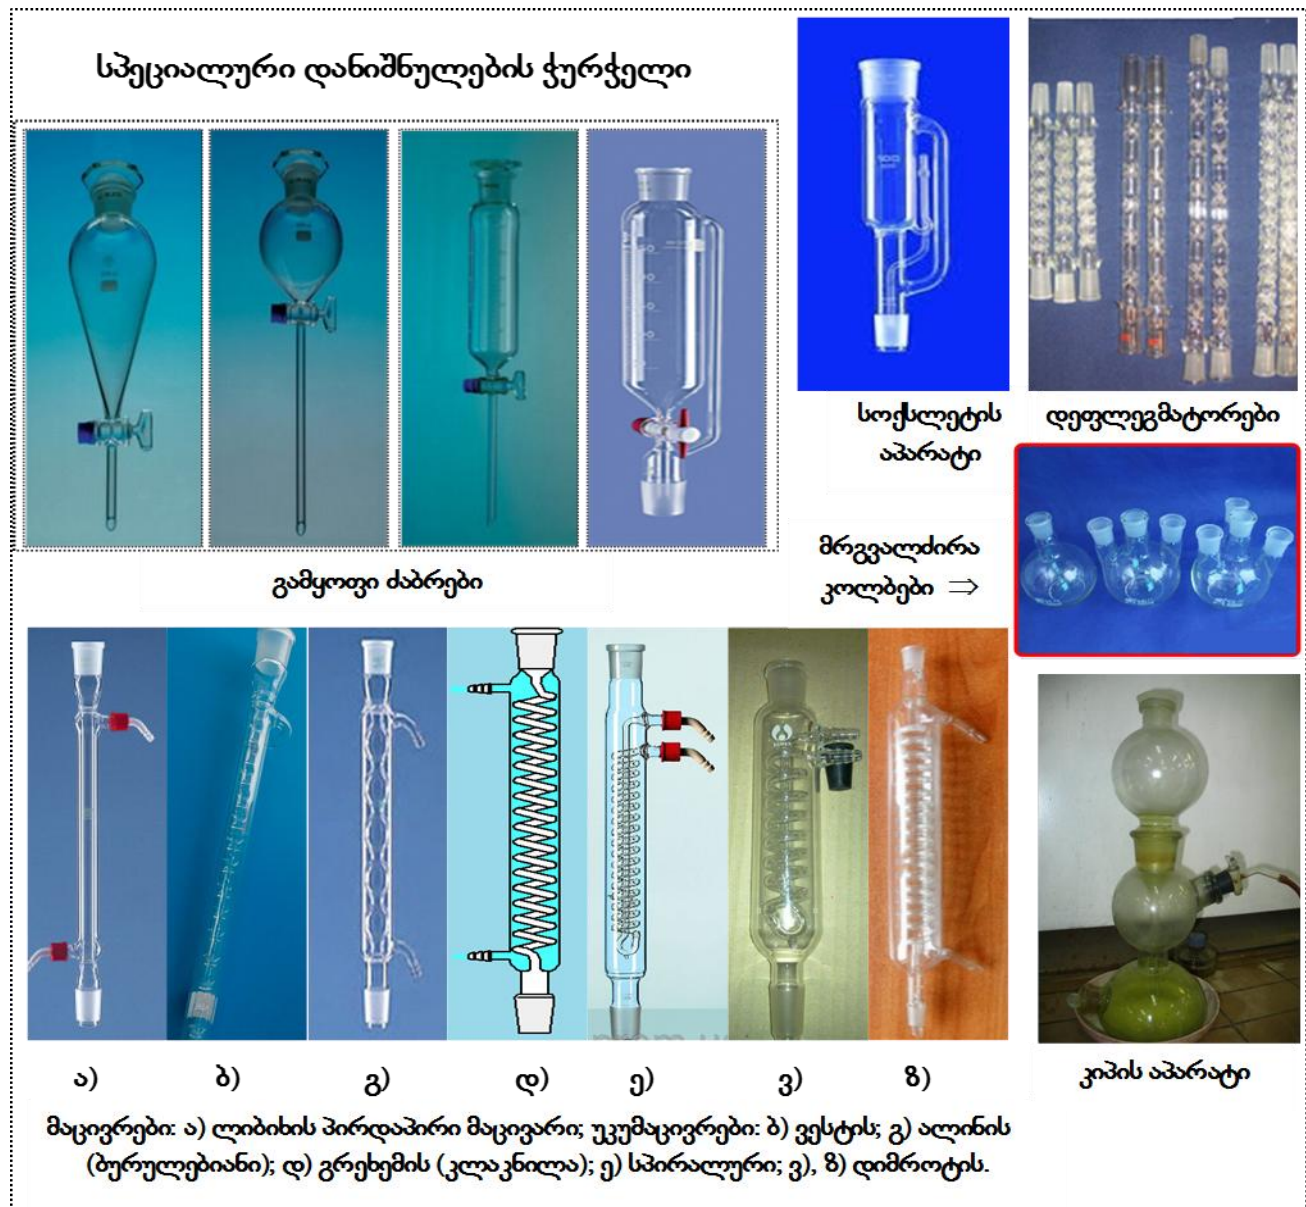 სპეციალური დანიშნულების ჭურჭელი
სოქსლეტის
აპარატი
დეფლეგმატორები
გამყოფი ძაბრები
მრგვალძირა
კოლბები ⇒
ა)
ბ)
გ)
დ)
ე)
ვ)
ზ)
კიპის აპარატი
მაცივრები: ა) ლიბიხის პირდაპირი მაცივარი; უკუმაცივრები: ბ) ვესტის; გ) ალინის
(ბურულებიანი); დ) გრეხემის (კლაკნილა); ე) სპირალური; ვ), ზ) დიმროტის.